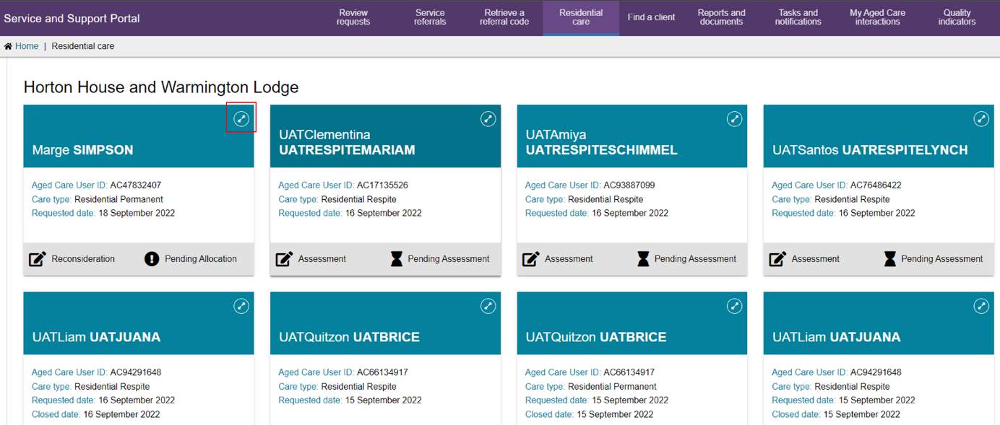 Service and Support Portal
Review requests
Service referrals
Retrieve a referral code
Residential care
Find a client
Reports and documents
Tasks and notifications
My Aged Care interactions
Quality indicators
Home | Residential care
Horton House and Warmington Lodge
Marge SIMPSON
Aged Care User ID: AC47832407
Care type: Residential Permanent
Requested date: 18 September 2022
Reconsideration
Pending Allocation
UATClementina
UATRESPITEMARIAM
Aged Care User ID: AC17135526
Care type: Residential Respite
Requested date: 16 September 2022
Assessment
Pending Assessment
UATAmiya
UATRESPITESCHIMMEL
Aged Care User ID: AC93887099
Care type: Residential Respite
Requested date: 16 September 2022
Assessment
Pending Assessment
UATSantos UATRESPITELYNCH
Aged Care User ID: AC76486422
Care type: Residential Respite
Requested date: 16 September 2022
Assessment
Pending Assessment
UATLiam UATJUANA
Aged Care User ID: AC94291648
Care type: Residential Respite
Requested date: 16 September 2022
Closed date: 16 September 2022
UATQuitzon UATBRICE
Aged Care User ID: AC66134917
Care type: Residential Respite
Requested date: 15 September 2022
UATQuitzon UATBRICE
Aged Care User ID: AC66134917
Care type: Residential Permanent
Requested date: 15 September 2022
Closed date: 15 September 2022
UATLiam UATJUANA
Aged Care User ID: AC94291648
Care type: Residential Respite
Requested date: 15 September 2022
Closed date: 15 September 2022